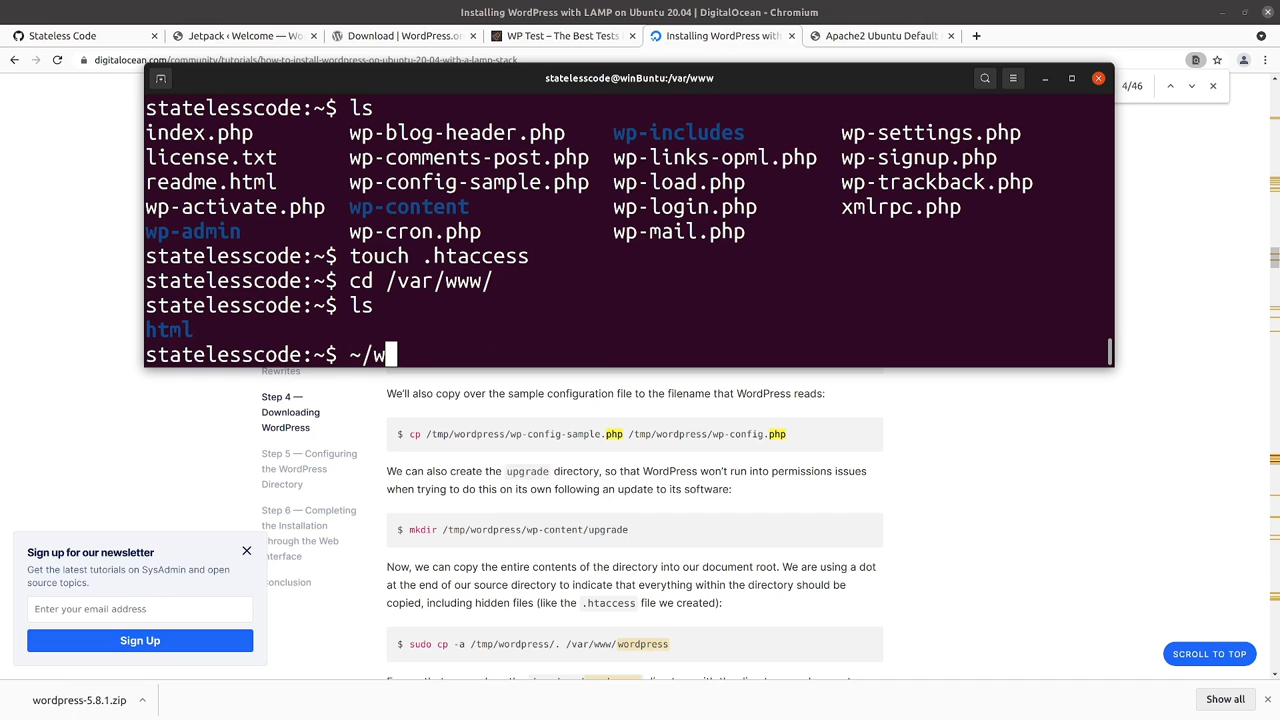 Installing WordPress with LAMP on Ubuntu 20.04 | DigitalOcean - Chromium
Stateless Code
Jetpack ‹ Welcome — Wo
Download | WordPress.on
WP Test – The Best Tests
Installing WordPress with
Apache2 Ubuntu Default
digitalocean.com/community/tutorials/how-to-install-wordpress-on-ubuntu-20-04-with-a-lamp-stack
4/46
statelesscode@winBuntu:/var/www
statelesscode:~$ ls
index.php wp-blog-header.php wp-includes wp-settings.php
license.txt wp-comments-post.php wp-links-opml.php wp-signup.php
readme.html wp-config-sample.php wp-load.php wp-trackback.php
wp-activate.php wp-content wp-login.php xmlrpc.php
wp-admin wp-cron.php wp-mail.php
statelesscode:~$ touch .htaccess
statelesscode:~$ cd /var/www/
statelesscode:~$ ls
html
statelesscode:~$ ~/w
Rewrites
Step 4 —
Downloading
WordPress
Step 5 — Configuring
the WordPress
Directory
Step 6 — Completing
the Installation
Through the Web
Interface
Conclusion
We’ll also copy over the sample configuration file to the filename that WordPress reads:
$ cp /tmp/wordpress/wp-config-sample.php /tmp/wordpress/wp-config.php
We can also create the upgrade directory, so that WordPress won’t run into permissions issues
when trying to do this on its own following an update to its software:
$ mkdir /tmp/wordpress/wp-content/upgrade
Now, we can copy the entire contents of the directory into our document root. We are using a dot
at the end of our source directory to indicate that everything within the directory should be
copied, including hidden files (like the .htaccess file we created):
$ sudo cp -a /tmp/wordpress/. /var/www/wordpress
Sign up for our newsletter
Get the latest tutorials on SysAdmin and open
source topics.
Enter your email address
Sign Up
SCROLL TO TOP
wordpress-5.8.1.zip
Show all